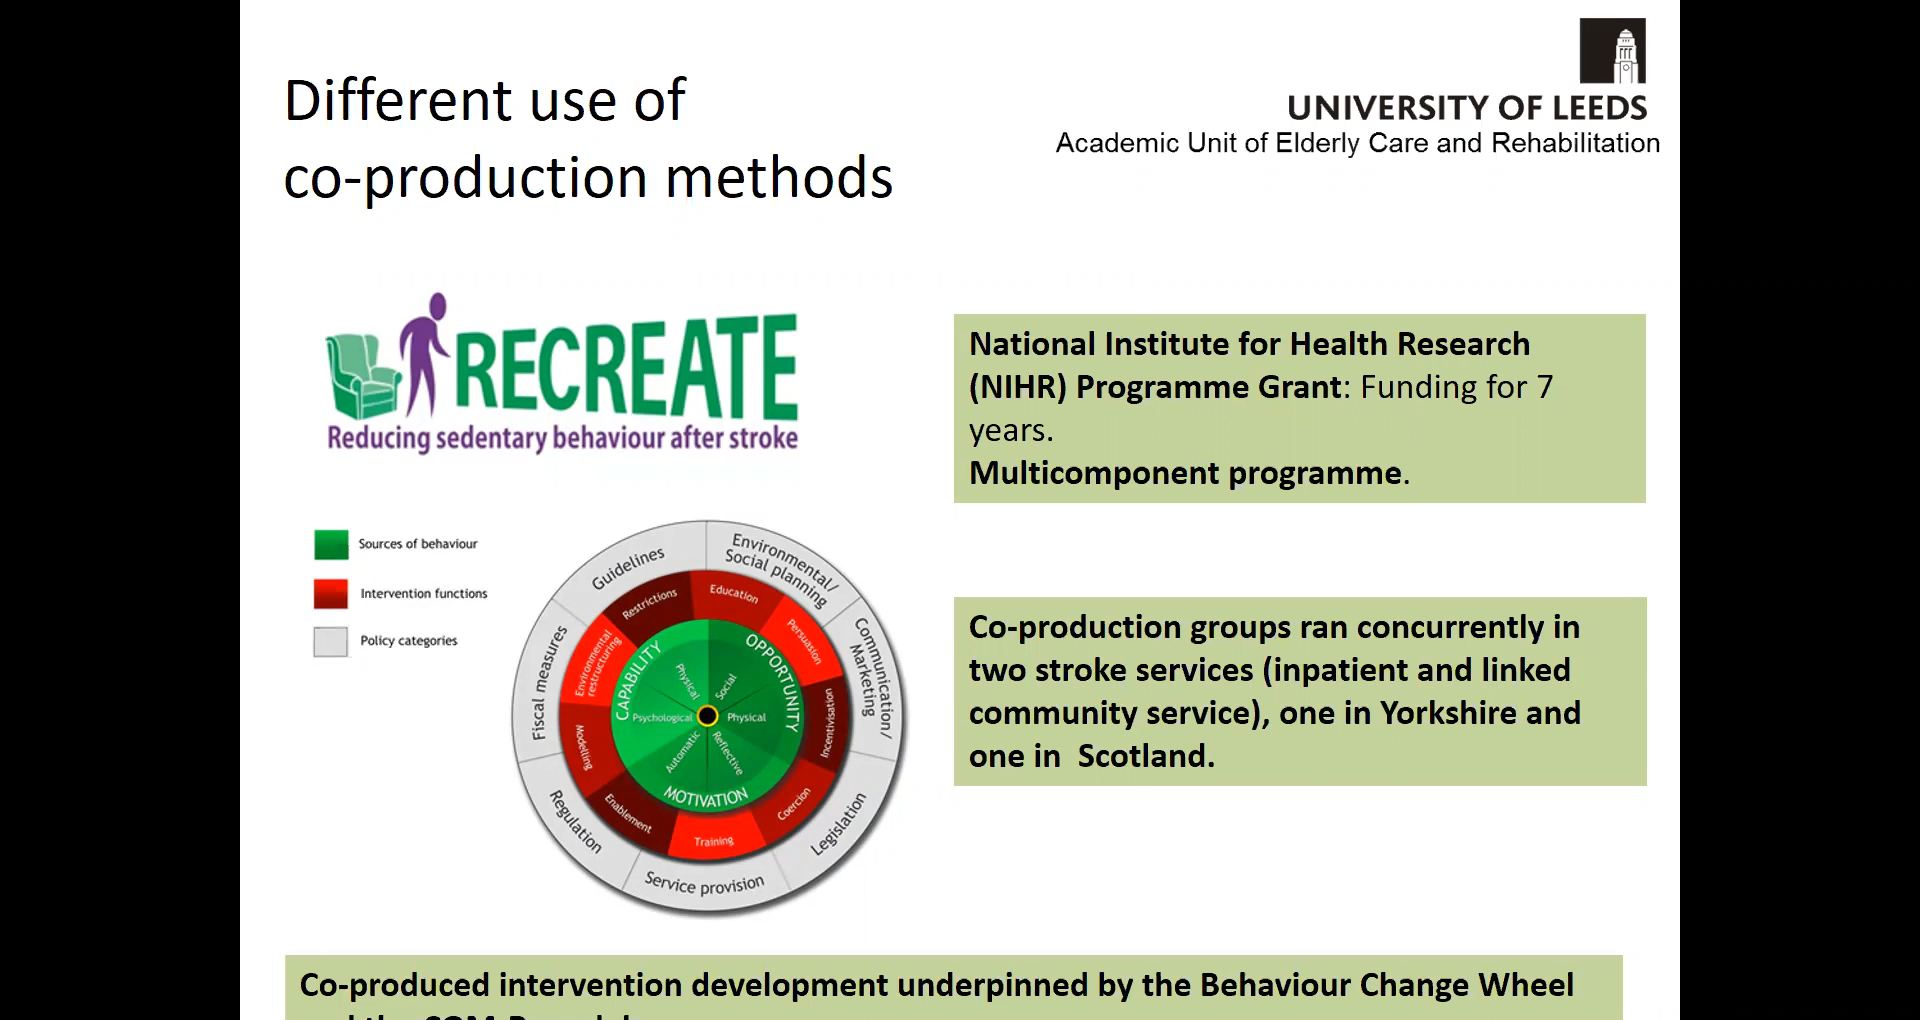 Different use of
co-production methods
UNIVERSITY OF LEEDS
Academic Unit of Elderly Care and Rehabilitation
RECREATE
Reducing sedentary behaviour after stroke
National Institute for Health Research
(NIHR) Programme Grant: Funding for 7
years.
Multicomponent programme.
Sources of behaviour
Intervention functions
Policy categories
Guidelines
Environmental/
Social planning
Communication/
Marketing
Legislation
Service provision
Regulation
Fiscal measures
Restrictions
Education
Persuasion
Incentivisation
Coercion
Training
Enablement
Modelling
Environmental
restructuring
CAPABILITY
OPPORTUNITY
MOTIVATION
Physical
Social
Psychological
Physical
Automatic
Reflective
Co-production groups ran concurrently in
two stroke services (inpatient and linked
community service), one in Yorkshire and
one in Scotland.
Co-produced intervention development underpinned by the Behaviour Change Wheel